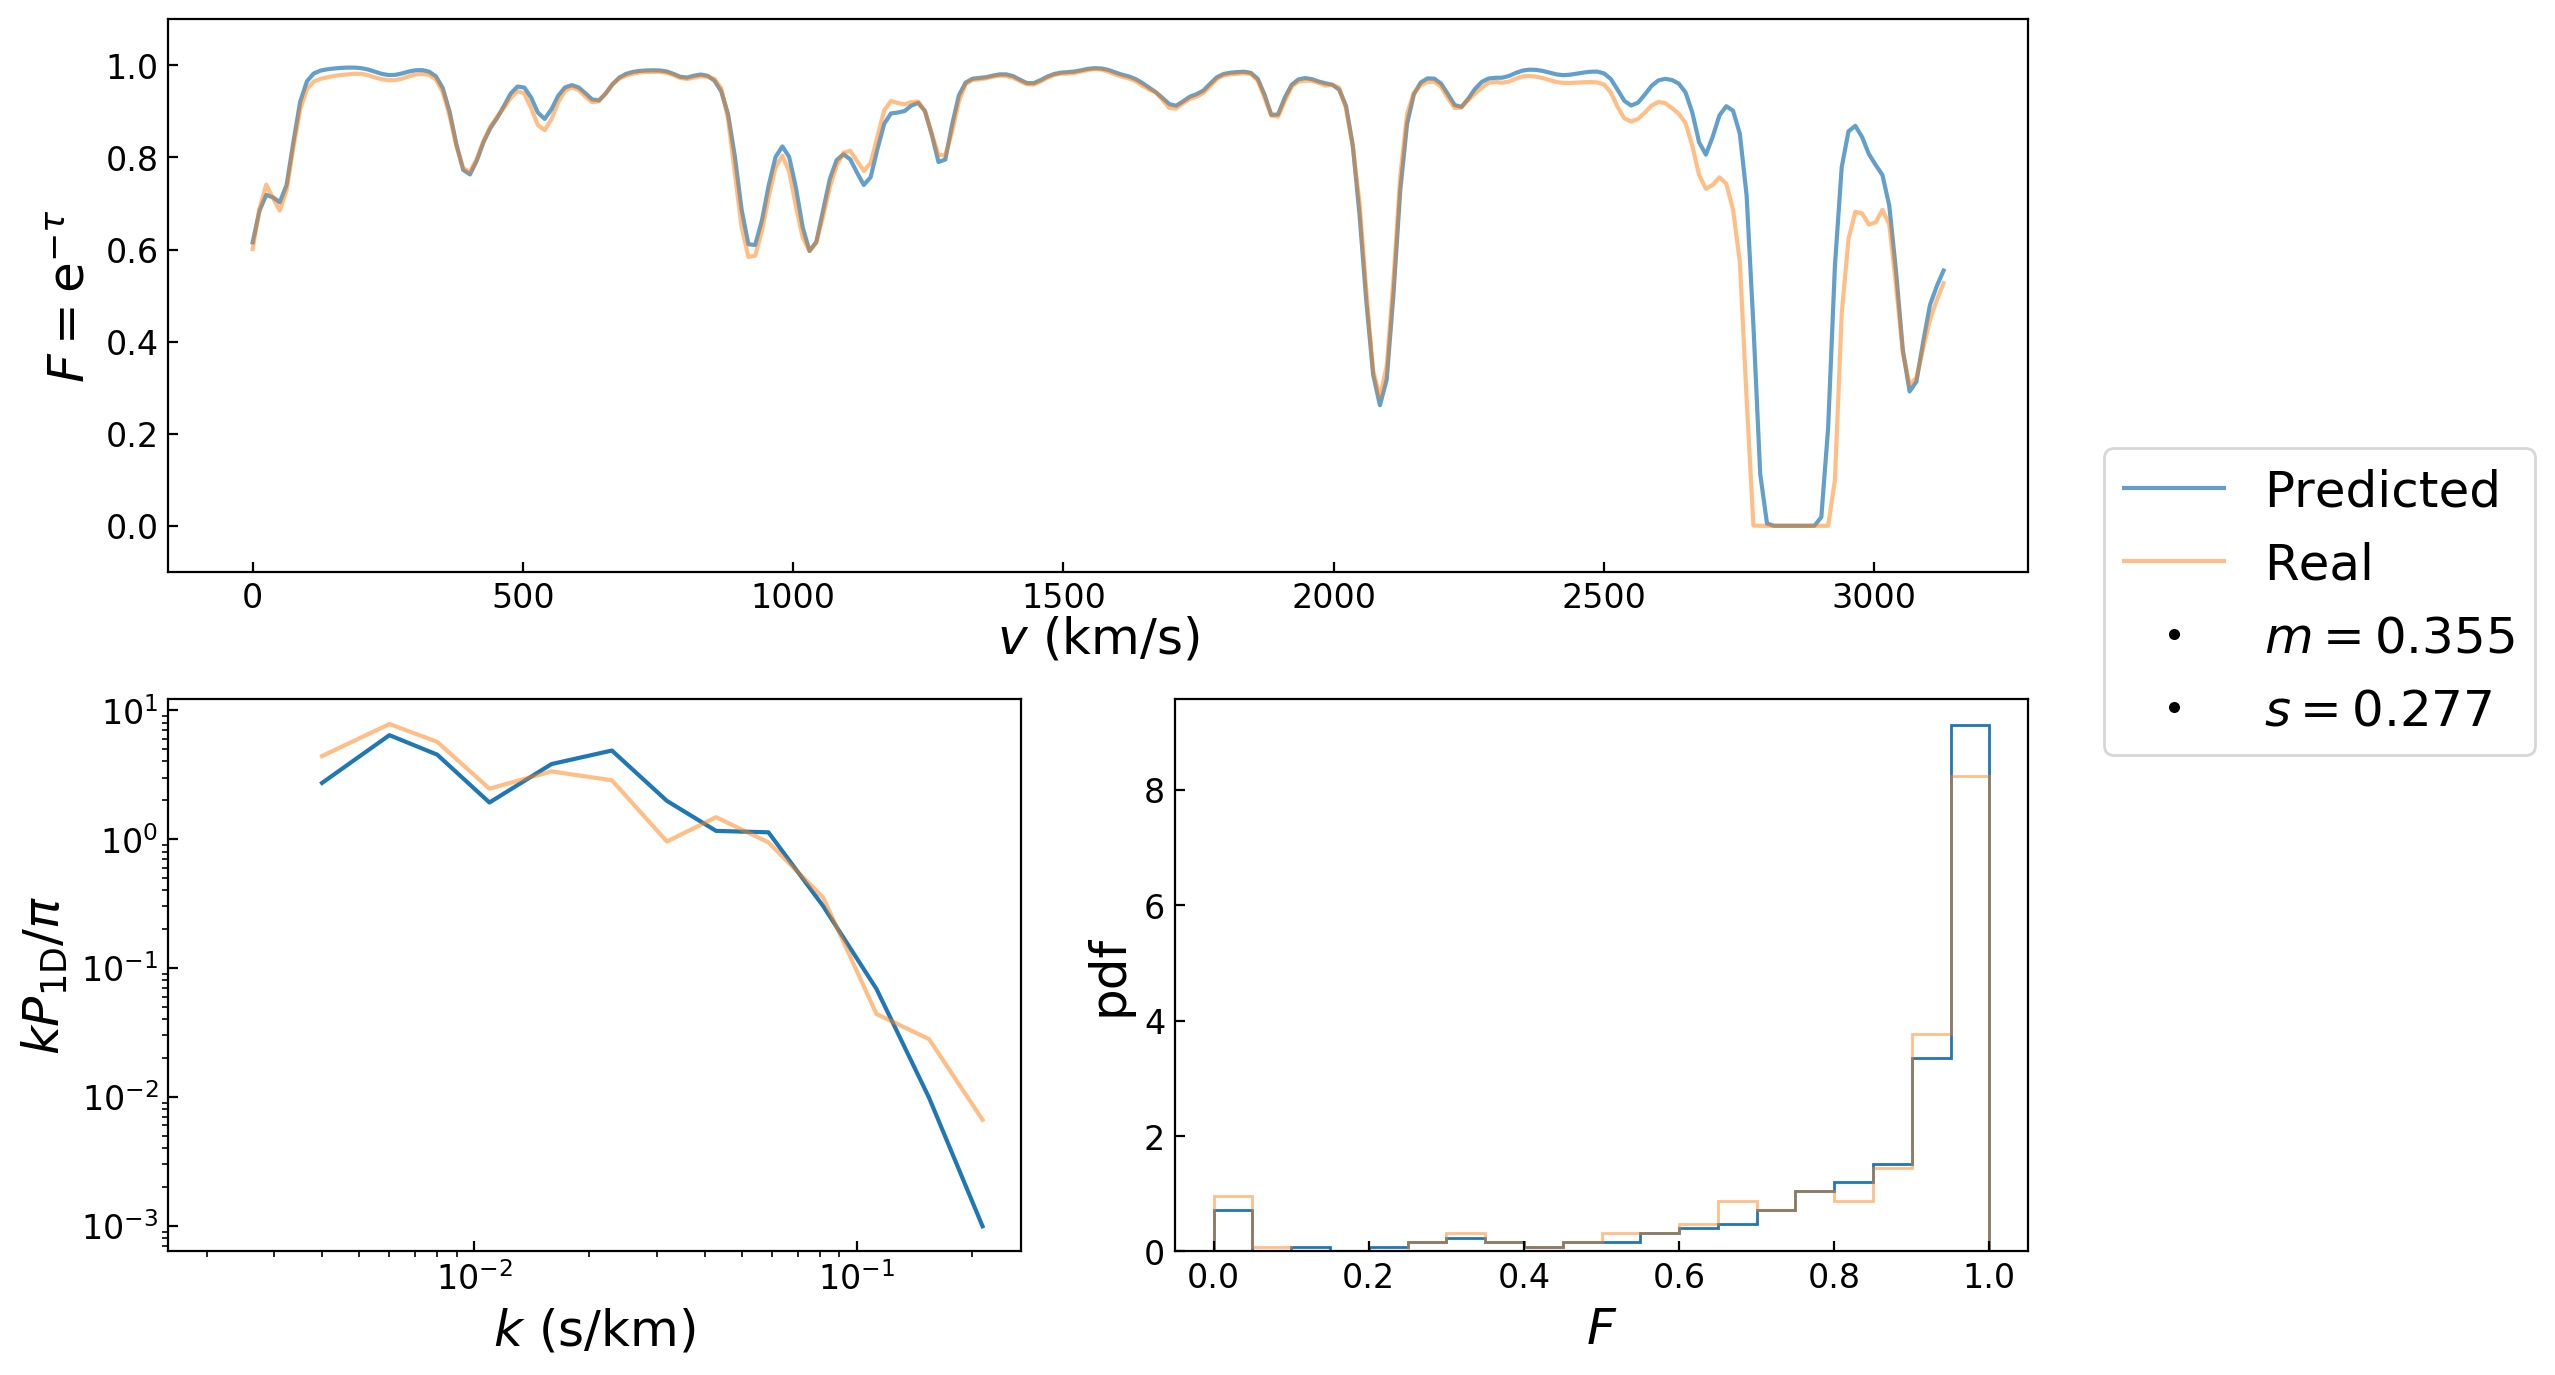 1.0
0.8
0.6
0.4
0.2
0.0
F = e^{−τ}
0 500 1000 1500 2000 2500 3000
v (km/s)
Predicted
Real
m = 0.355
s = 0.277
10^1
10^0
10^{−1}
10^{−2}
10^{−3}
kP_{1D}/π
10^{−2} 10^{−1}
k (s/km)
8
6
4
2
0
pdf
0.0 0.2 0.4 0.6 0.8 1.0
F